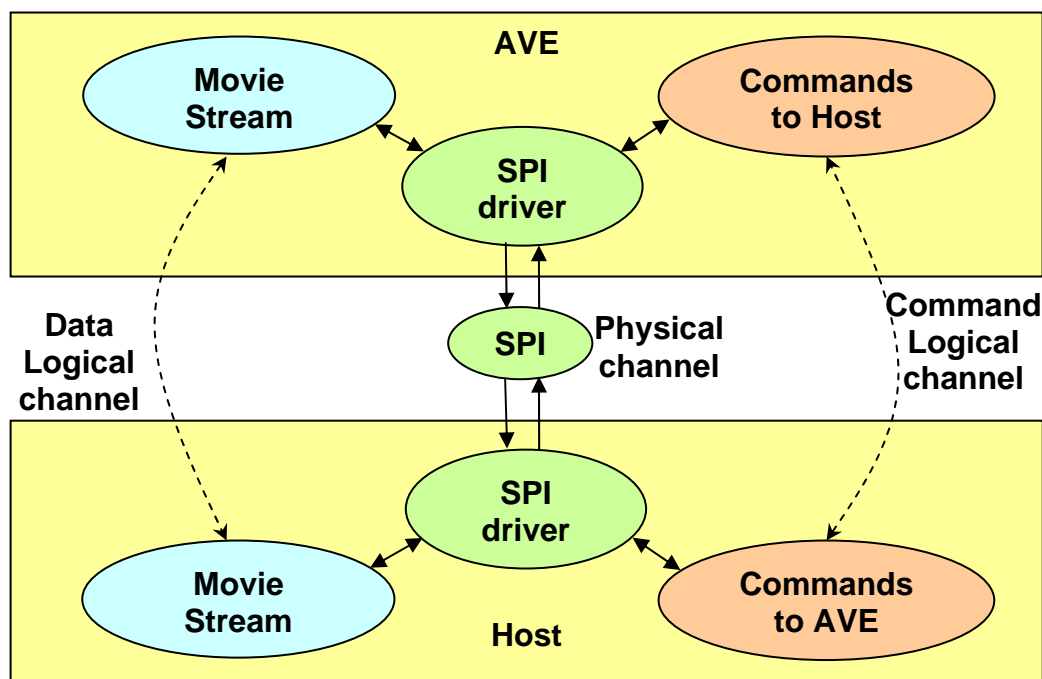 AVE
Movie
Stream
Commands
to Host
SPI
driver
Data
Logical
channel
SPI
Physical
channel
Command
Logical
channel
SPI
driver
Movie
Stream
Commands
to AVE
Host